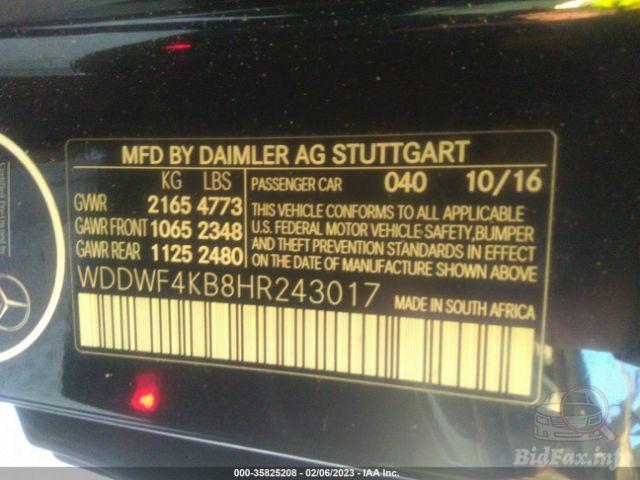 MFD BY DAIMLER AG STUTTGART
KG LBS
GVWR 2165 4773
GAWR FRONT 1065 2348
GAWR REAR 1125 2480
PASSENGER CAR 040 10/16
THIS VEHICLE CONFORMS TO ALL APPLICABLE
U.S. FEDERAL MOTOR VEHICLE SAFETY, BUMPER
AND THEFT PREVENTION STANDARDS IN EFFECT
ON THE DATE OF MANUFACTURE SHOWN ABOVE.
WDDWF4KB8HR243017
MADE IN SOUTH AFRICA
Certified Pre-Owned
BidFax.info
000-35825208 - 02/06/2023 - IAA Inc.